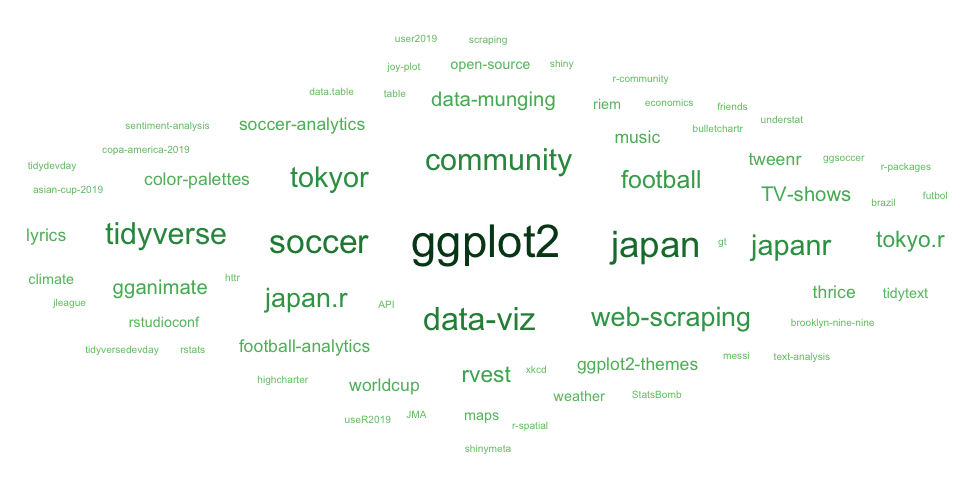 user2019
scraping
joy-plot
open-source
shiny
r-community
data.table
table
data-munging
riem
economics
friends
sentiment-analysis
soccer-analytics
music
bulletchartr
understat
copa-america-2019
community
tweenr
ggsoccer
tidydevday
r-packages
asian-cup-2019
color-palettes
tokyor
football
TV-shows
brazil
futbol
lyrics
tidyverse
soccer
ggplot2
japan
gt
japanr
tokyo.r
climate
gganimate
httr
jleague
japan.r
API
thrice
tidytext
rstudioconf
data-viz
web-scraping
brooklyn-nine-nine
tidyversedevday
rstats
football-analytics
ggplot2-themes
messi
text-analysis
highcharter
worldcup
rvest
xkcd
weather
StatsBomb
useR2019
JMA
maps
r-spatial
shinymeta